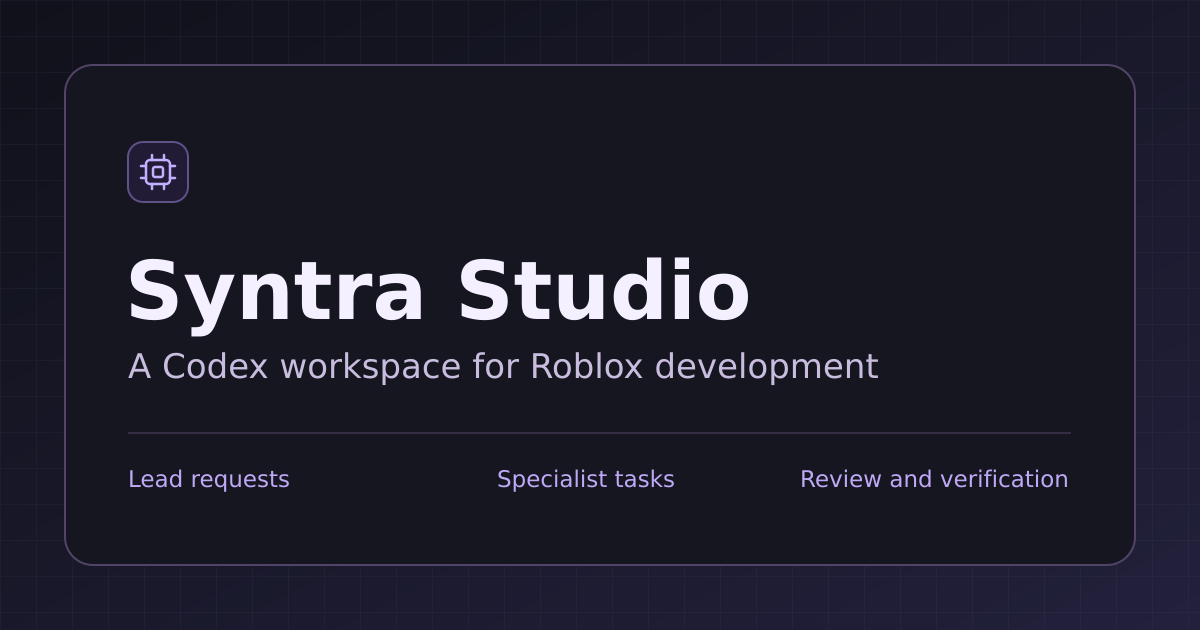 Syntra Studio
A Codex workspace for Roblox development
Lead requests
Specialist tasks
Review and verification